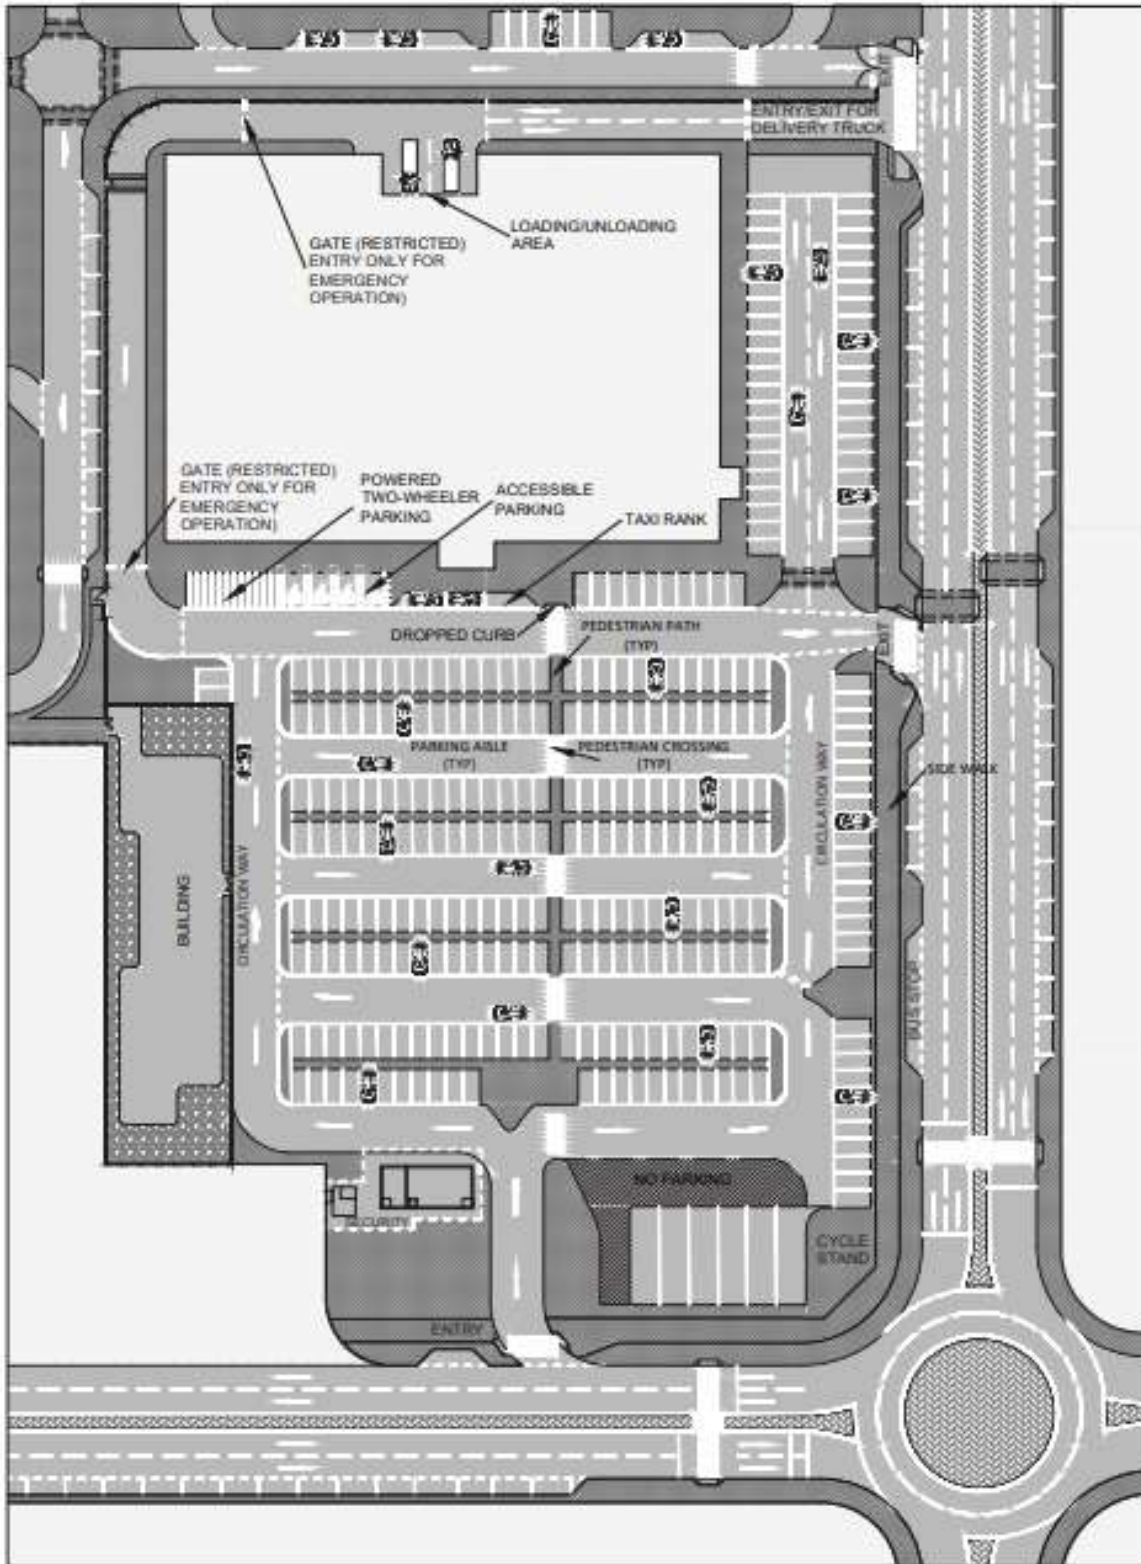 EXIT
ENTRY/EXIT FOR
DELIVERY TRUCK
LOADING/UNLOADING
AREA
GATE (RESTRICTED)
ENTRY ONLY FOR
EMERGENCY
OPERATION)
GATE (RESTRICTED)
ENTRY ONLY FOR
EMERGENCY
OPERATION)
POWERED
TWO-WHEELER
PARKING
ACCESSIBLE
PARKING
TAXI RANK
DROPPED CURB
PEDESTRIAN PATH
(TYP)
EXIT
PARKING AISLE
(TYP)
PEDESTRIAN CROSSING
(TYP)
CIRCULATION WAY
SIDE WALK
BUILDING
CIRCULATION WAY
BUS STOP
NO PARKING
SECURITY
CYCLE
STAND
ENTRY